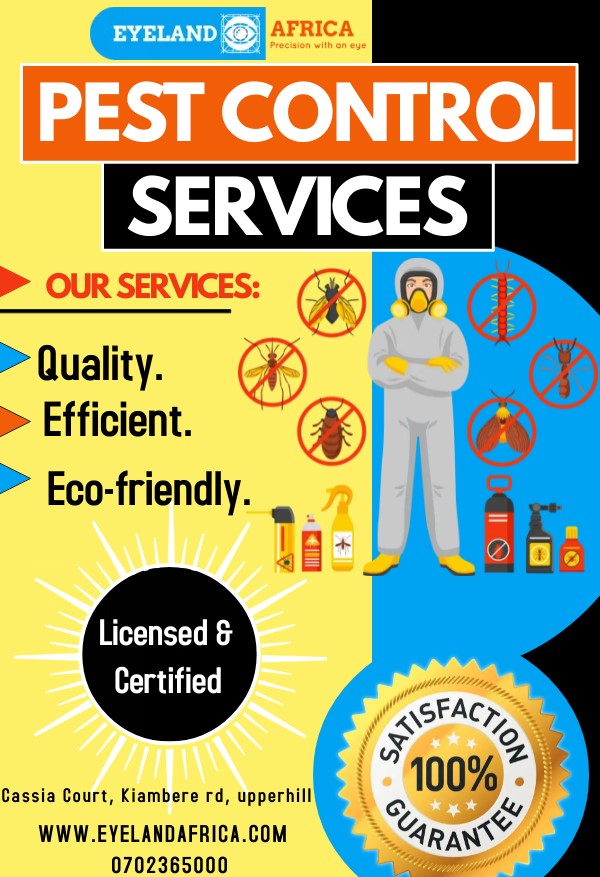 EYELAND AFRICA
Precision with an eye
PEST CONTROL
SERVICES
OUR SERVICES:
Quality.
Efficient.
Eco-friendly.
Licensed &
Certified
SATISFACTION
100%
GUARANTEE
Cassia Court, Kiambere rd, upperhill
WWW.EYELANDAFRICA.COM
0702365000